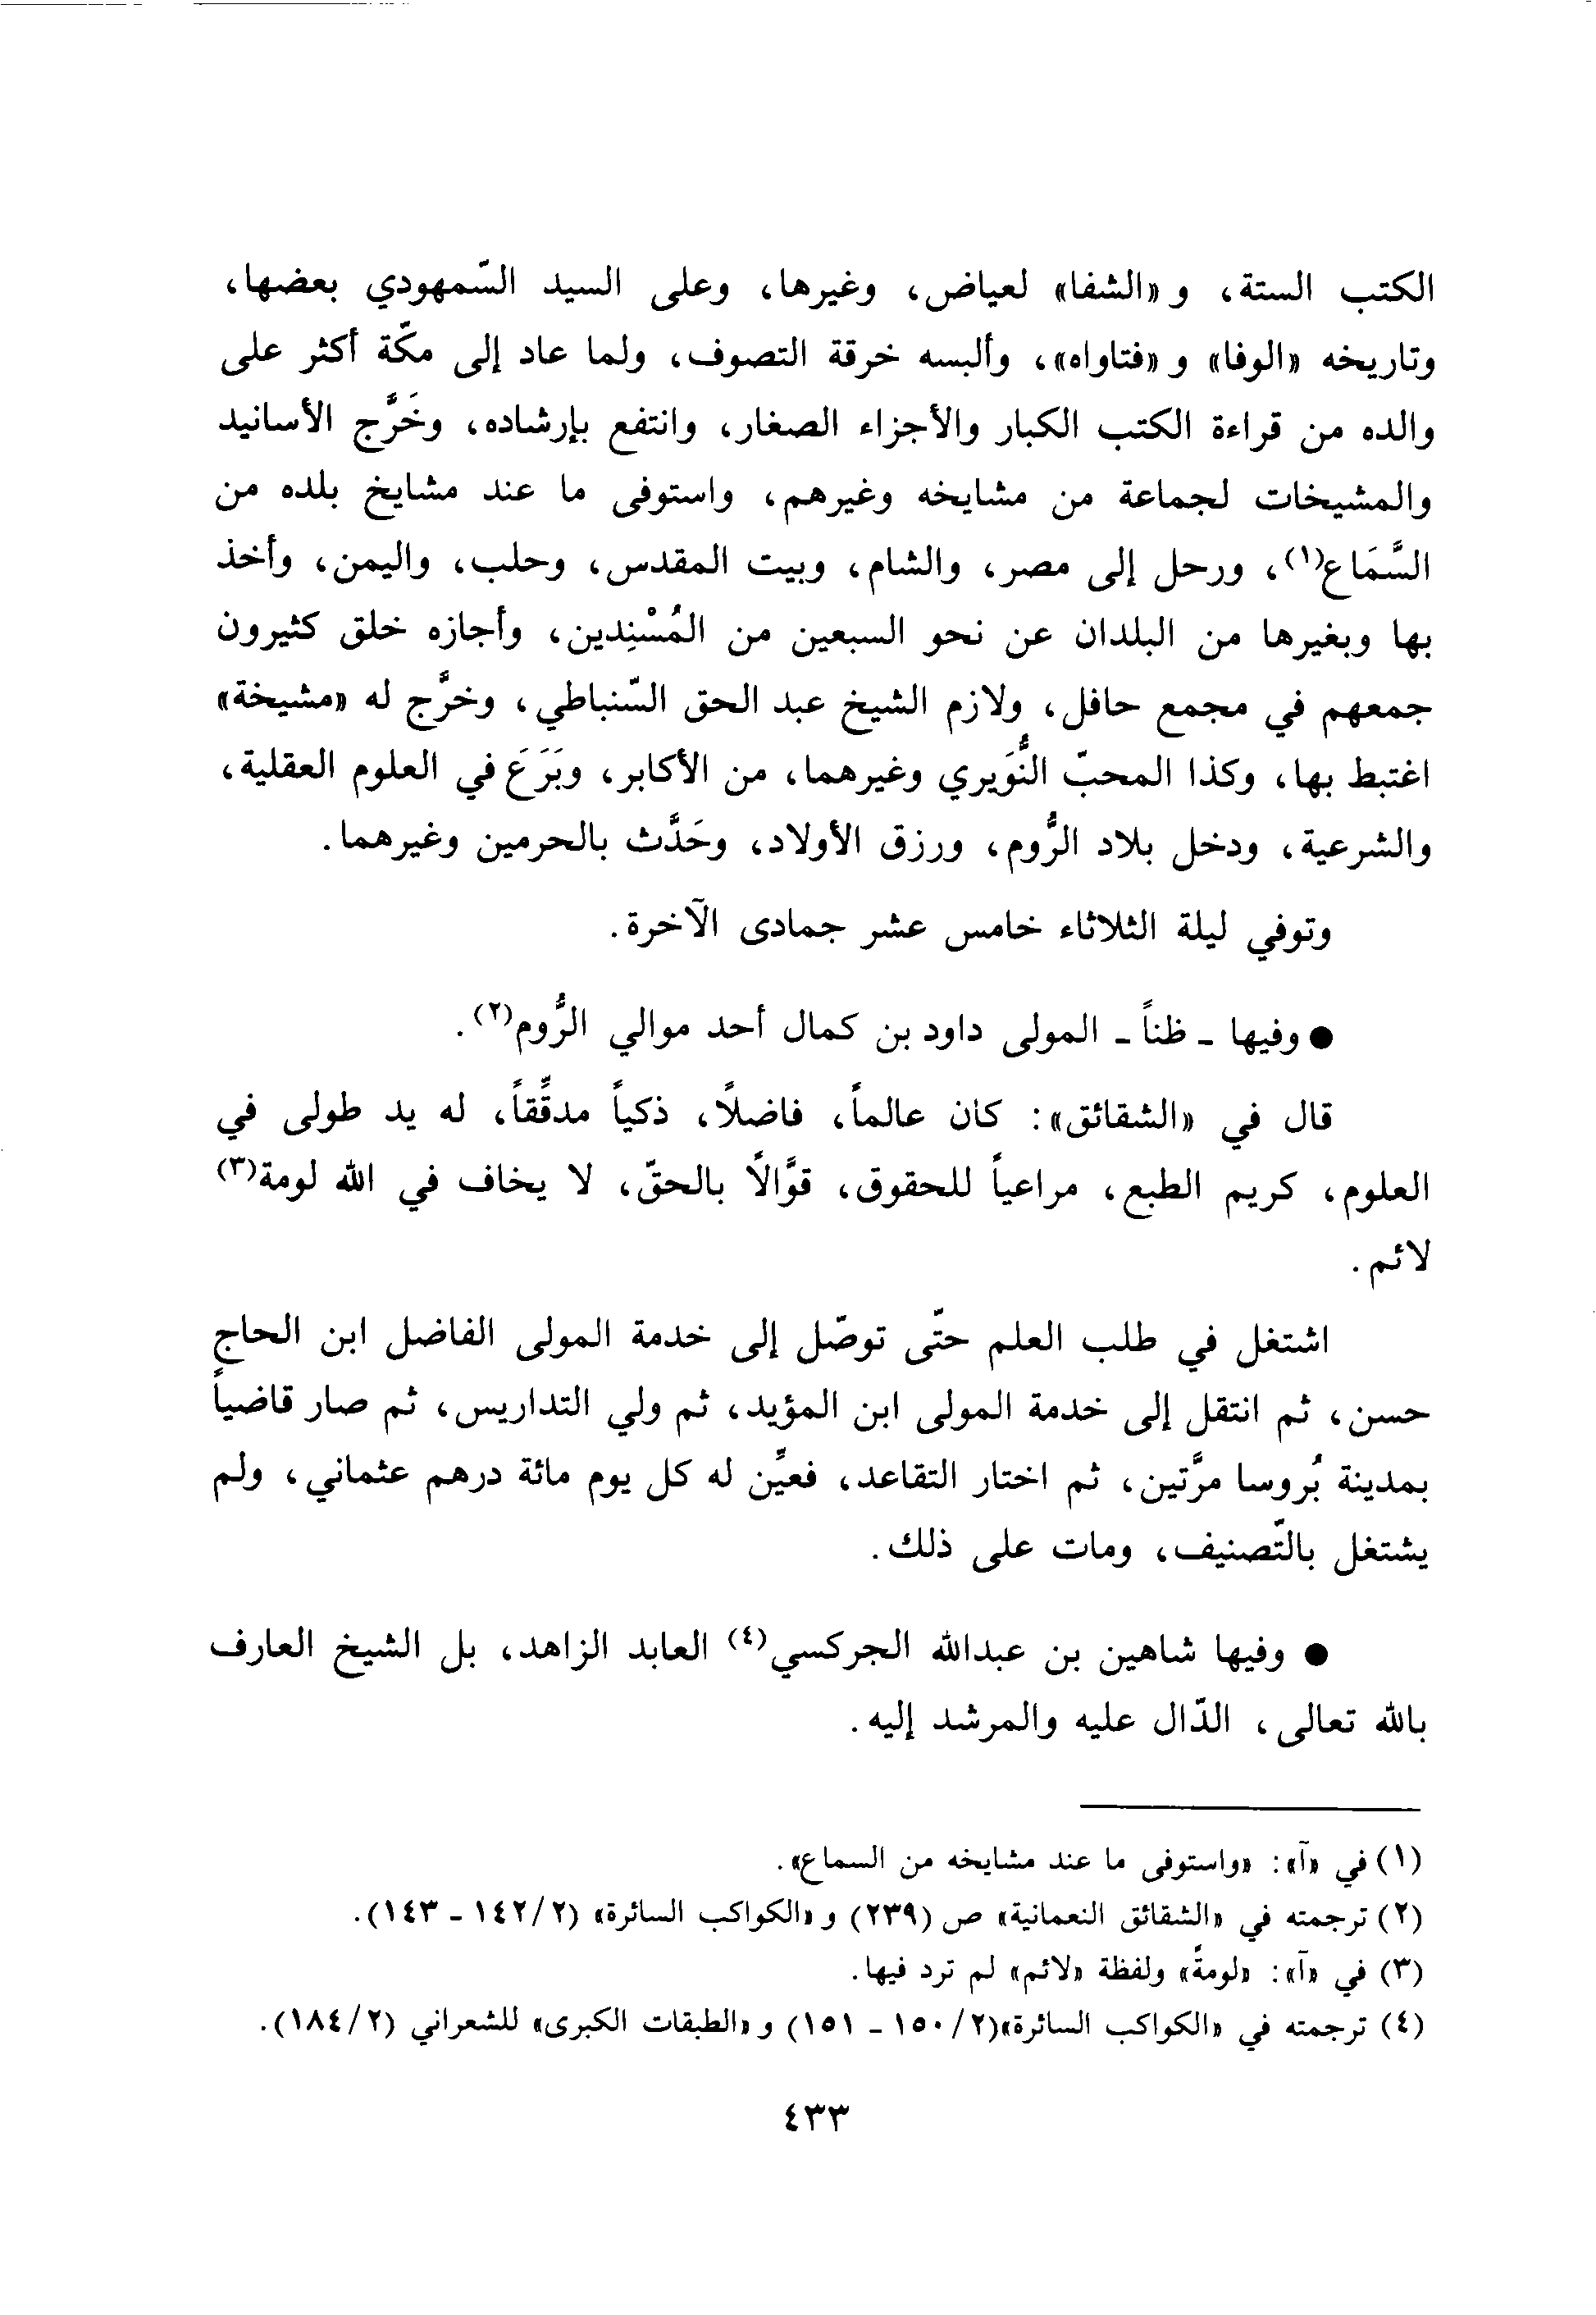 الكتب الستة، و «الشفا» لعياض، وغيرها، وعلى السيد السّمهودي بعضها،
وتاريخه «الوفا» و «فتاواه»، وألبسه خرقة التصوف، ولما عاد إلى مكّة أكثر على
والده من قراءة الكتب الكبار والأجزاء الصغار، وانتفع بإرشاده، وخَرَّج الأسانيد
والمشيخات لجماعة من مشايخه وغيرهم، واستوفى ما عند مشايخ بلده من
السَّمَاع(١)، ورحل إلى مصر، والشام، وبيت المقدس، وحلب، واليمن، وأخذ
بها وبغيرها من البلدان عن نحو السبعين من المُسْنِدين، وأجازه خلق كثيرون
جمعهم في مجمع حافل، ولازم الشيخ عبد الحق السّنباطي، وخرَّج له «مشيخة»
اغتبط بها، وكذا المحبّ النُّوَيري وغيرهما، من الأكابر، وبَرَعَ في العلوم العقلية،
والشرعية، ودخل بلاد الرُّوم، ورزق الأولاد، وحَدَّث بالحرمين وغيرهما.
وتوفي ليلة الثلاثاء خامس عشر جمادى الآخرة.
● وفيها - ظناً - المولى داود بن كمال أحد موالي الرُّوم(٢).
قال في «الشقائق»: كان عالماً، فاضلاً، ذكياً مدقِّقاً، له يد طولى في
العلوم، كريم الطبع، مراعياً للحقوق، قوَّالاً بالحقّ، لا يخاف في الله لومة(٣)
لائم.
اشتغل في طلب العلم حتّى توصّل إلى خدمة المولى الفاضل ابن الحاج
حسن، ثم انتقل إلى خدمة المولى ابن المؤيد، ثم ولي التداريس، ثم صار قاضياً
بمدينة بُروسا مرَّتين، ثم اختار التقاعد، فعيِّن له كل يوم مائة درهم عثماني، ولم
يشتغل بالتّصنيف، ومات على ذلك.
● وفيها شاهين بن عبدالله الجركسي(٤) العابد الزاهد، بل الشيخ العارف
بالله تعالى، الدّال عليه والمرشد إليه.
(١) في «آ»: «واستوفى ما عند مشايخه من السماع».
(٢) ترجمته في «الشقائق النعمانية» ص (٢٣٩) و «الكواكب السائرة» (٢/ ١٤٢ - ١٤٣).
(٣) في «آ»: «لومةً» ولفظة «لائم» لم ترد فيها.
(٤) ترجمته في «الكواكب السائرة»(٢/ ١٥٠ - ١٥١) و «الطبقات الكبرى» للشعراني (٢/ ١٨٤).
٤٣٣